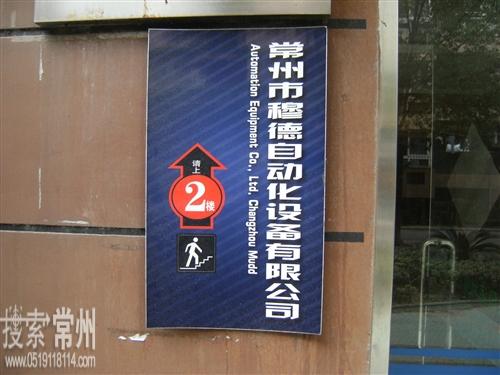 常州市穆德自动化设备有限公司
Automation Equipment Co., Ltd. Changzhou Mudd
请上
2楼
搜索常州
www.0519118114.com